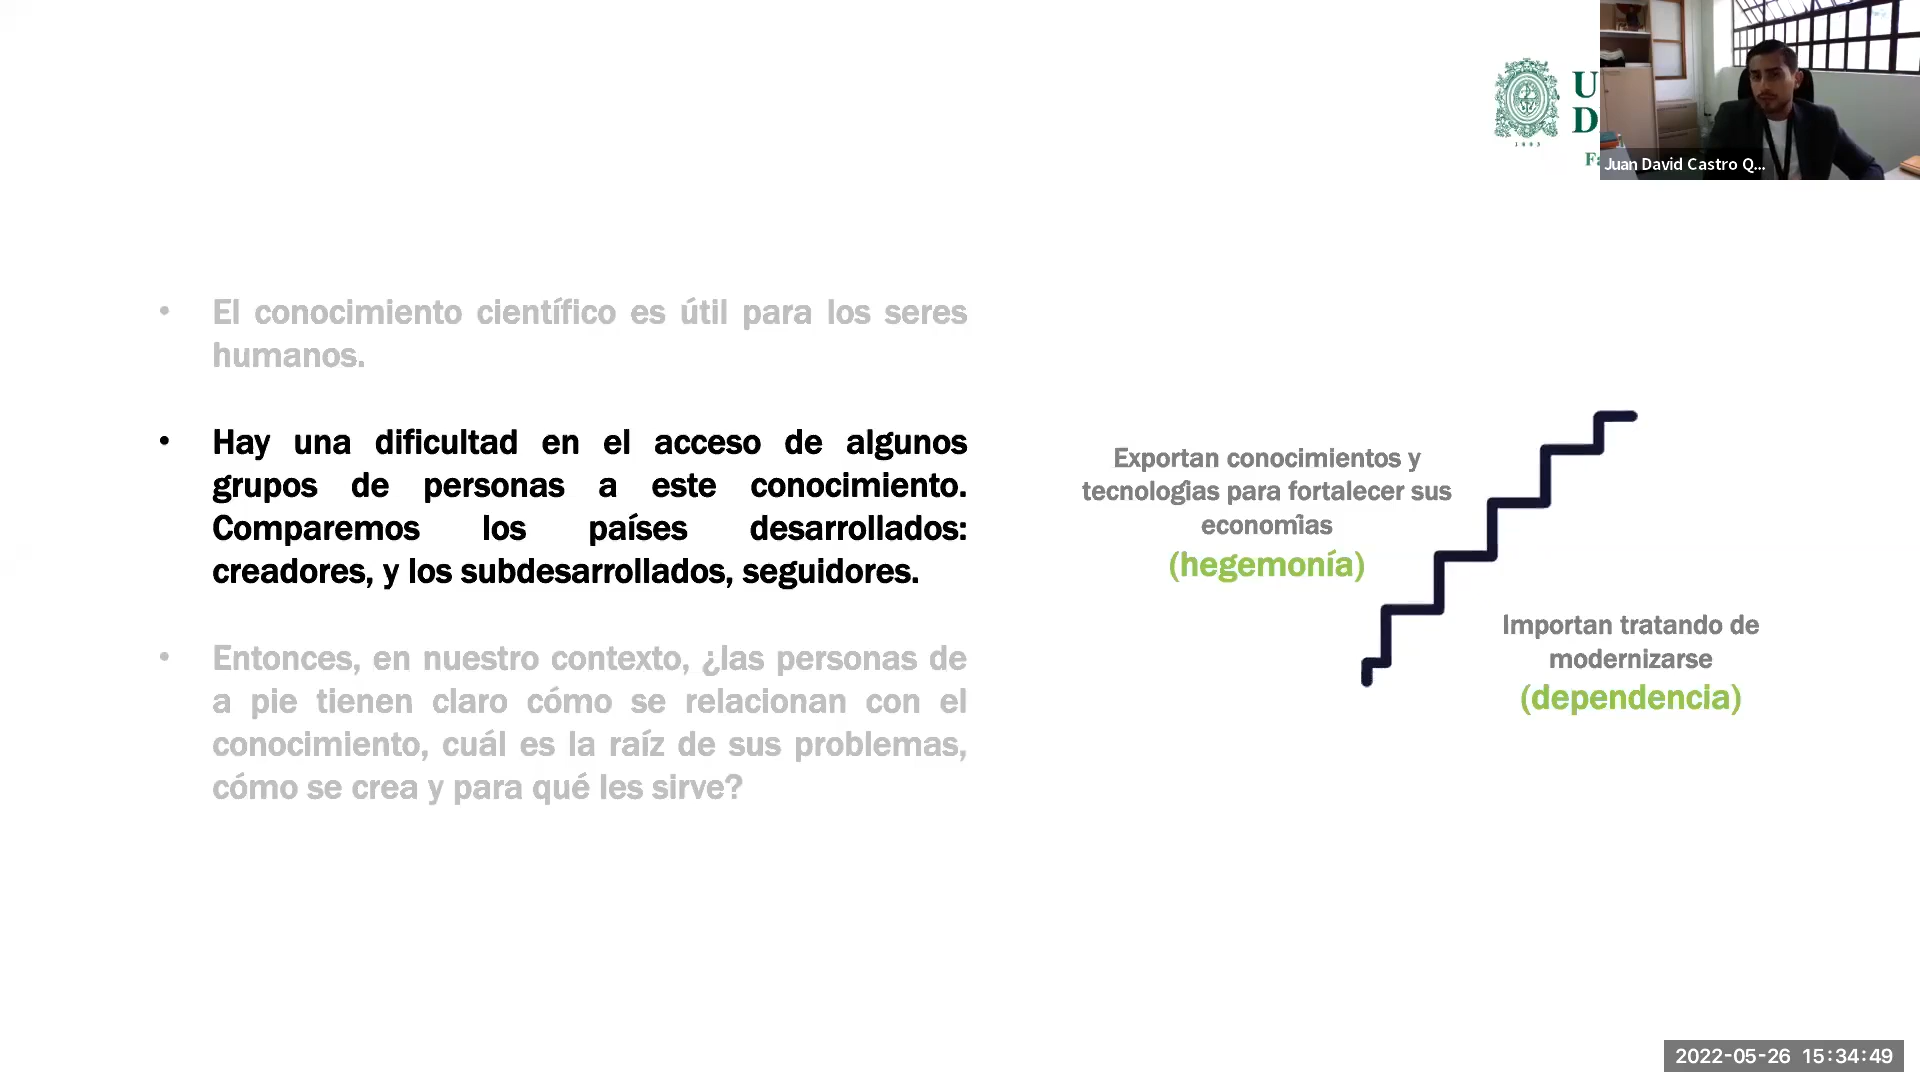 U
D
1803
Fa
Juan David Castro Q...
• El conocimiento científico es útil para los seres
humanos.
• Hay una dificultad en el acceso de algunos
grupos de personas a este conocimiento.
Comparemos los países desarrollados:
creadores, y los subdesarrollados, seguidores.
• Entonces, en nuestro contexto, ¿las personas de
a pie tienen claro cómo se relacionan con el
conocimiento, cuál es la raíz de sus problemas,
cómo se crea y para qué les sirve?
Exportan conocimientos y
tecnologías para fortalecer sus
economías
(hegemonía)
Importan tratando de
modernizarse
(dependencia)
2022-05-26 15:34:49